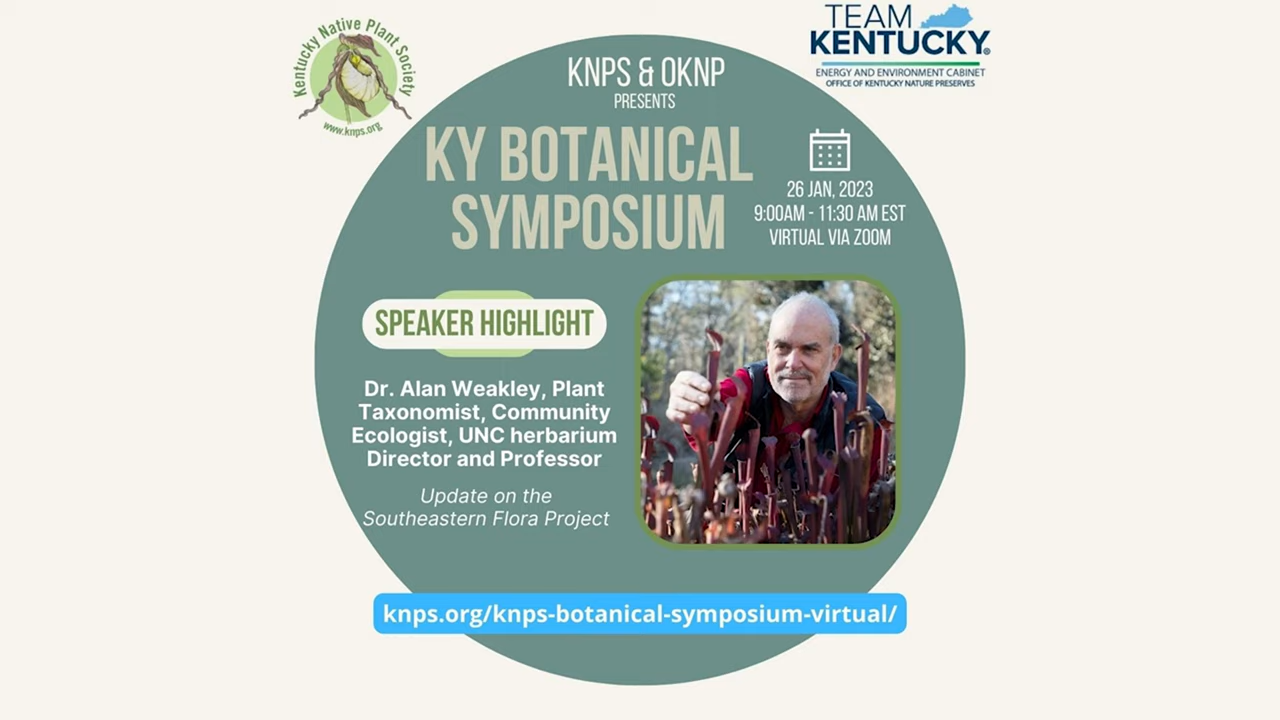 Kentucky Native Plant Society
www.knps.org
TEAM
KENTUCKY®
ENERGY AND ENVIRONMENT CABINET
OFFICE OF KENTUCKY NATURE PRESERVES
KNPS & OKNP
PRESENTS
KY BOTANICAL
SYMPOSIUM
26 JAN, 2023
9:00AM - 11:30 AM EST
VIRTUAL VIA ZOOM
SPEAKER HIGHLIGHT
Dr. Alan Weakley, Plant
Taxonomist, Community
Ecologist, UNC herbarium
Director and Professor
Update on the
Southeastern Flora Project
knps.org/knps-botanical-symposium-virtual/